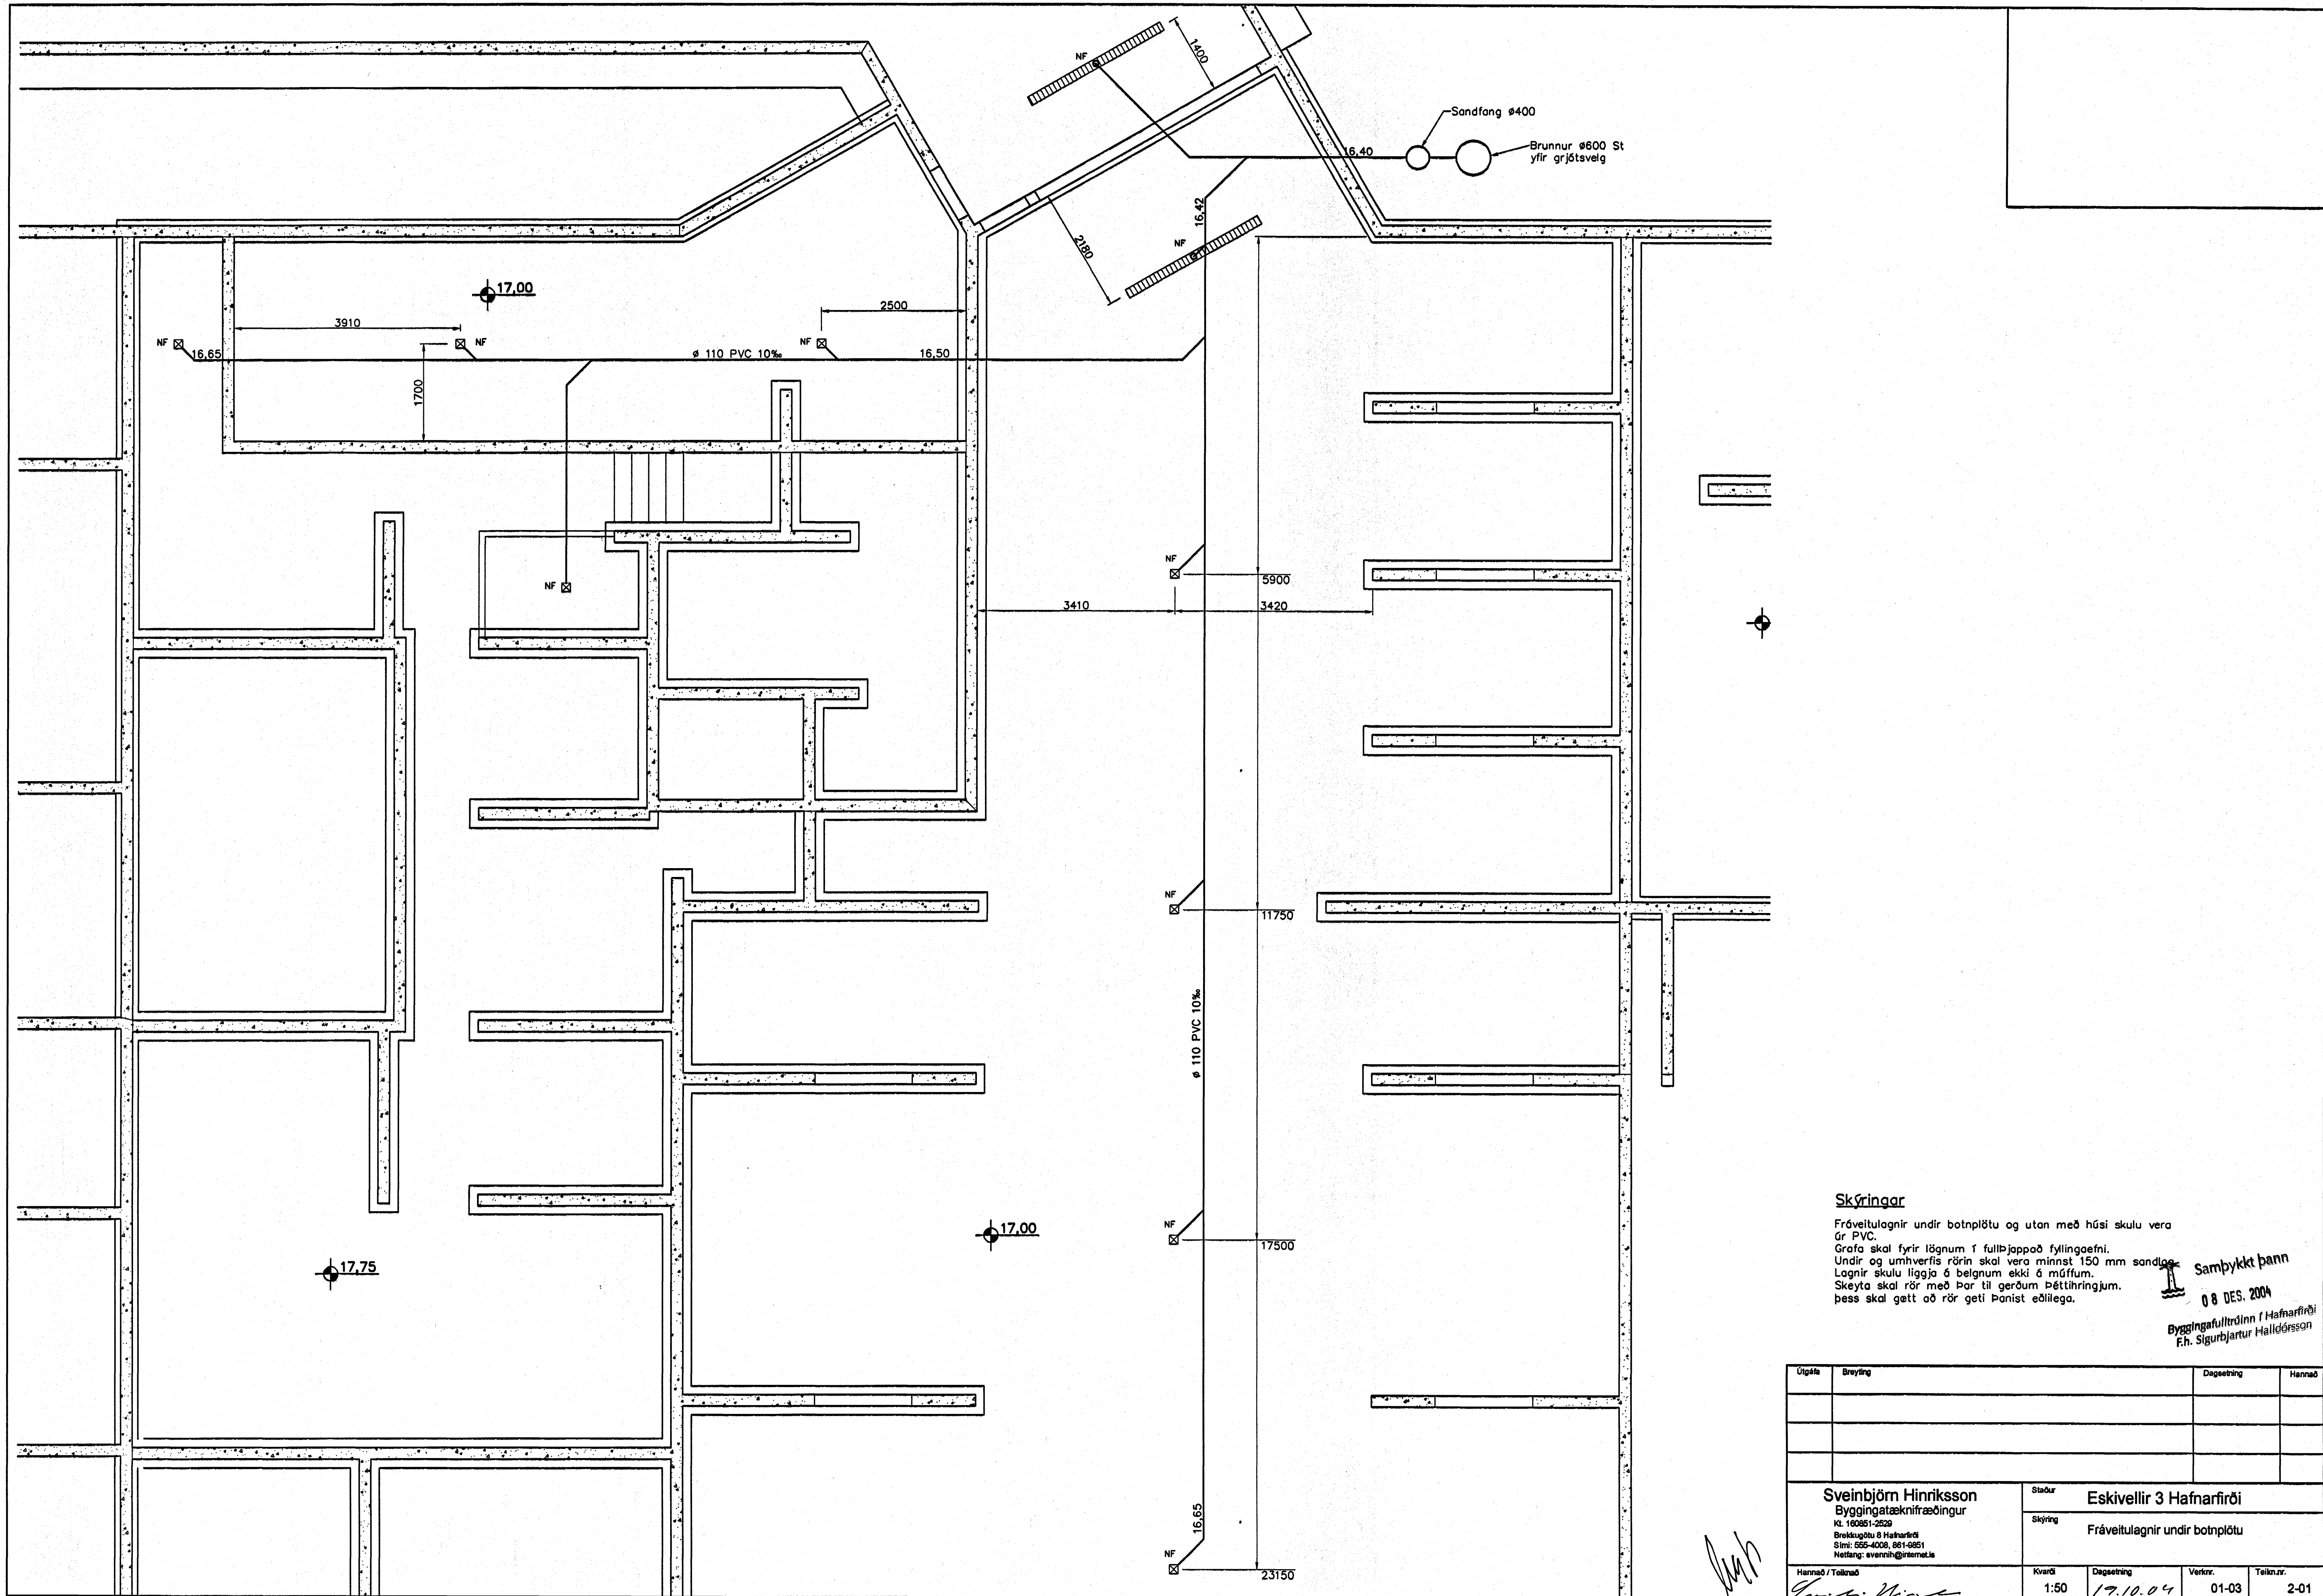 NF
1400
Sandfang ø400
Brunnur ø600 St
yfir grjótsvelg
16,40
16,42
NF
2180
17,00
2500
3910
NF
16,65
NF
NF
ø 110 PVC 10‰
16,50
1700
NF
NF
5900
3410
3420
NF
11750
ø 110 PVC 10‰
NF
17500
17,00
17,75
16,65
NF
23150
Skýringar
Fráveitulagnir undir botnplötu og utan með húsi skulu vera
úr PVC.
Grafa skal fyrir lögnum í fullÞjappað fyllingaefni.
Undir og umhverfis rörin skal vera minnst 150 mm sandlag.
Lagnir skulu liggja á belgnum ekki á múffum.
Skeyta skal rör með Þar til gerðum Þéttihringjum.
Þess skal gætt að rör geti Þanist eðlilega.
Samþykkt þann
08 DES. 2004
Byggingafulltrúinn í Hafnarfirði
F.h. Sigurbjartur Halldórsson
Útgáfa Breyting Dagsetning Hannað
Sveinbjörn Hinriksson
Byggingatæknifræðingur
Kt. 160851-2529
Brekkugötu 8 Hafnarfirði
Sími: 555-4008, 861-9851
Netfang: svennih@internet.is
Staður Eskivellir 3 Hafnarfirði
Skýring Fráveitulagnir undir botnplötu
Hannað / Teiknað
Kvarði 1:50
Dagsetning 19.10.04
Verknr. 01-03
Teikn.nr. 2-01